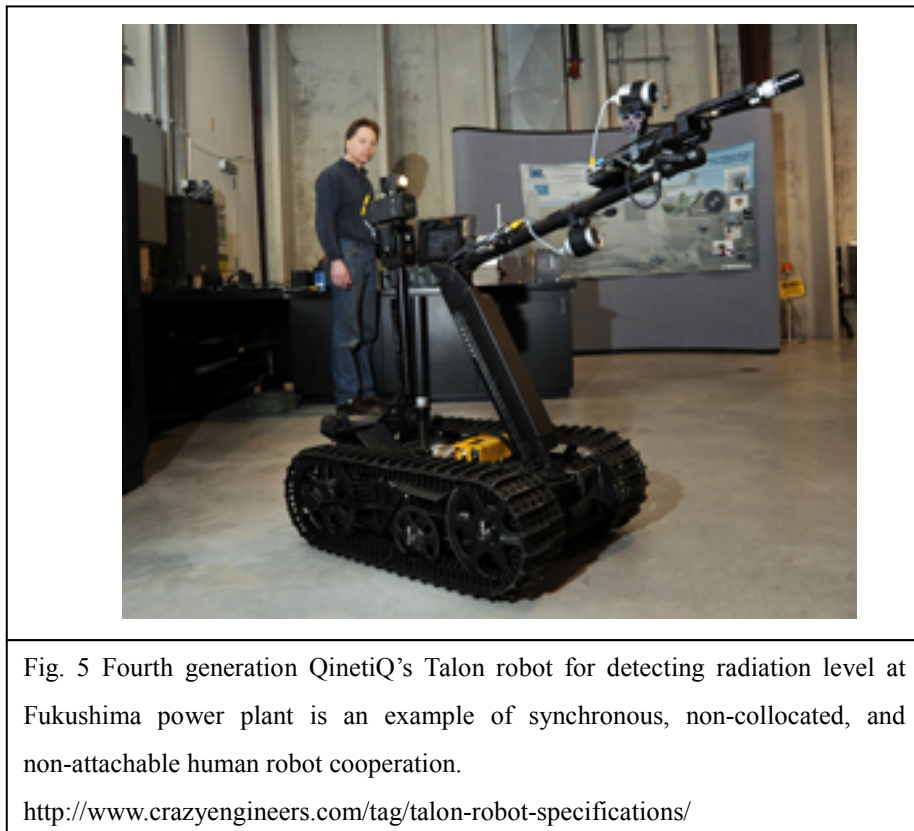 Fig. 5 Fourth generation QinetiQ’s Talon robot for detecting radiation level at
Fukushima power plant is an example of synchronous, non-collocated, and
non-attachable human robot cooperation.
http://www.crazyengineers.com/tag/talon-robot-specifications/